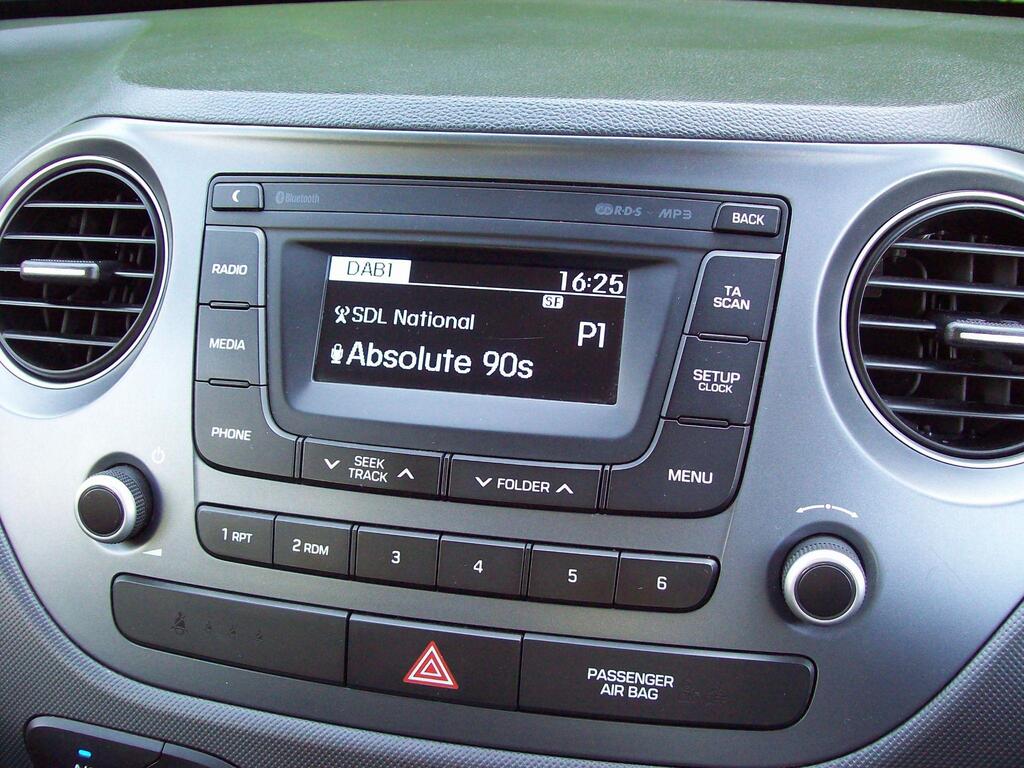 Bluetooth
R·D·S MP3
BACK
RADIO
MEDIA
PHONE
DAB1
16:25
SF
SDL National
P1
Absolute 90s
TA
SCAN
SETUP
CLOCK
MENU
SEEK
TRACK
FOLDER
1 RPT
2 RDM
3
4
5
6
PASSENGER
AIR BAG